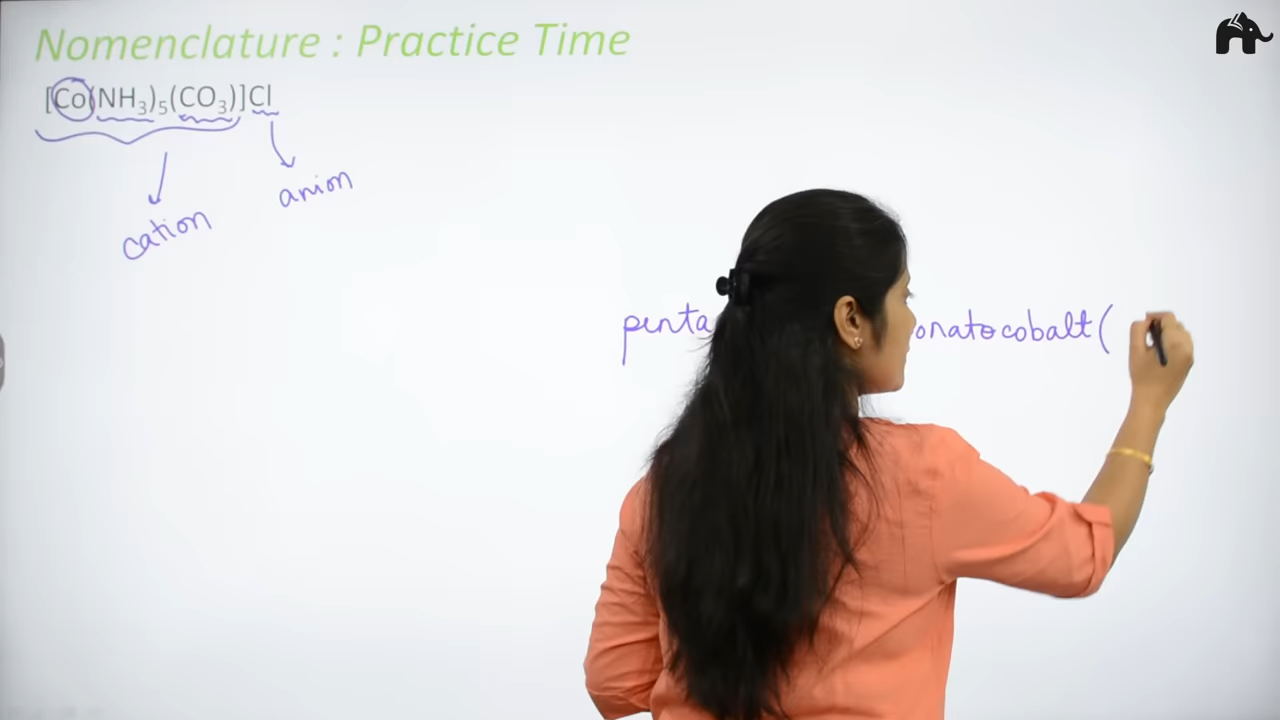 Nomenclature : Practice Time
[Co(NH₃)₅(CO₃)]Cl
anion
cation
penta onatocobalt(